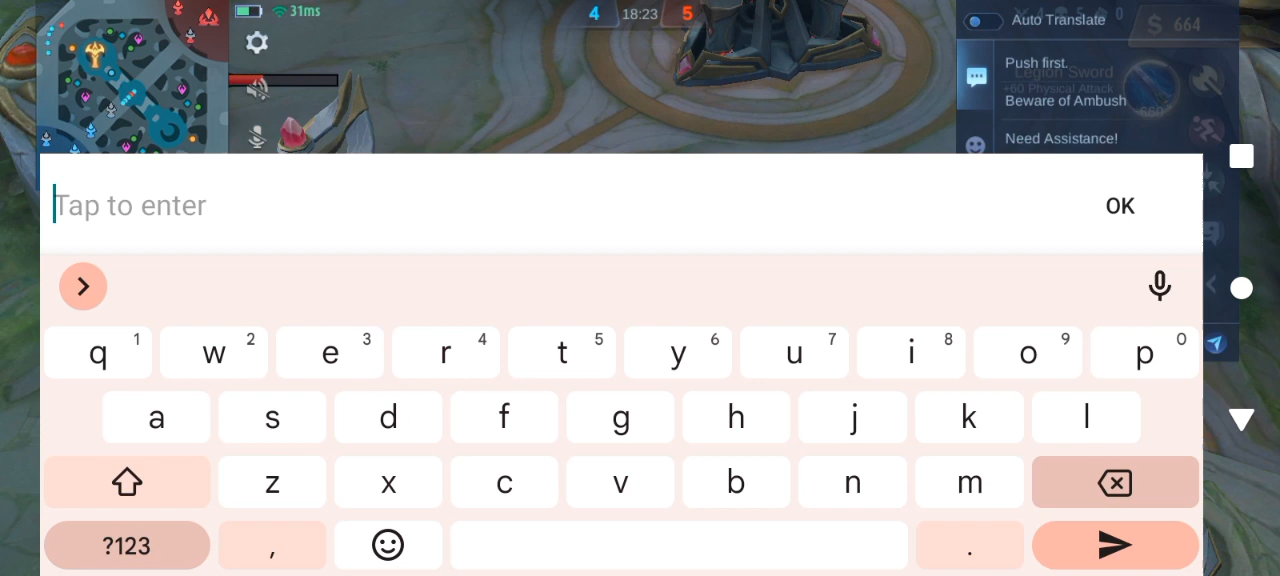 31ms
4 18:23 5
Auto Translate
$ 664
Push first.
Legion Sword
+60 Physical Attack
Beware of Ambush
Need Assistance!
Tap to enter
OK
q 1 w 2 e 3 r 4 t 5 y 6 u 7 i 8 o 9 p 0
a s d f g h j k l
z x c v b n m
?123 , .